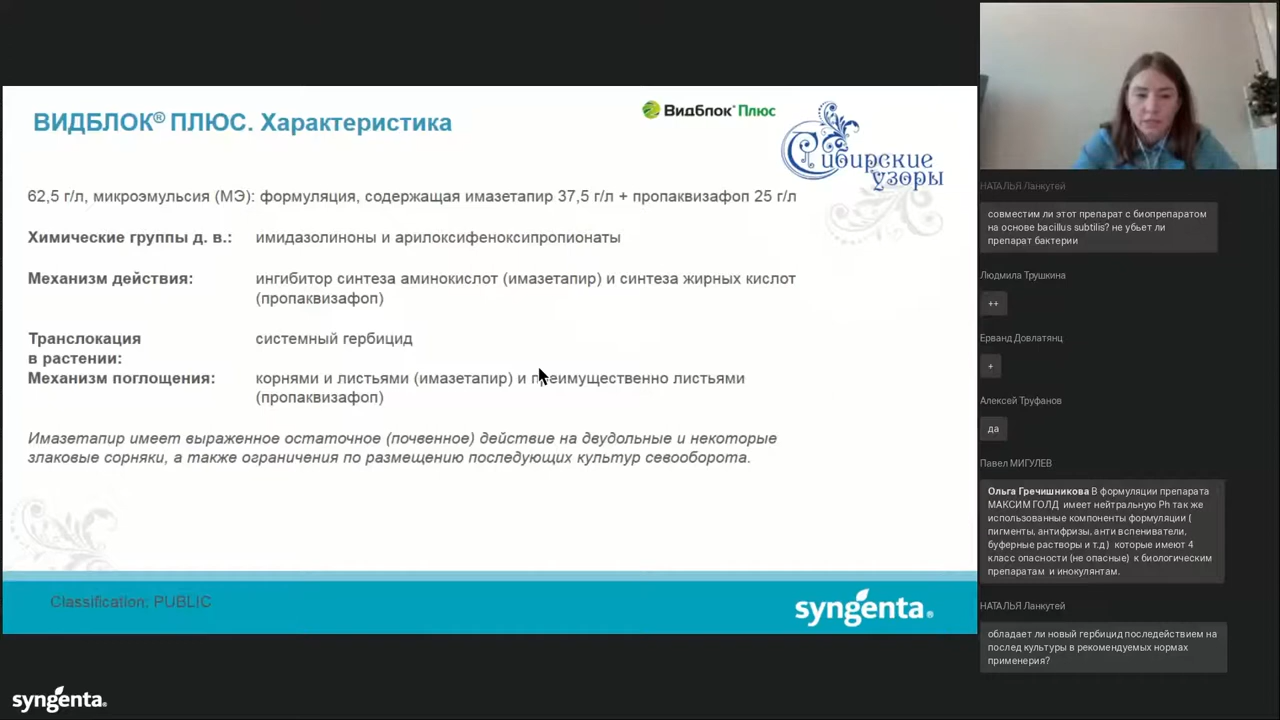 ВИДБЛОК® ПЛЮС. Характеристика
ВидБлок® Плюс
Сибирские
узоры
62,5 г/л, микроэмульсия (МЭ): формуляция, содержащая имазетапир 37,5 г/л + пропаквизафоп 25 г/л
Химические группы д. в.: имидазолиноны и арилоксифеноксипропионаты
Механизм действия: ингибитор синтеза аминокислот (имазетапир) и синтеза жирных кислот
(пропаквизафоп)
Транслокация системный гербицид
в растении:
Механизм поглощения: корнями и листьями (имазетапир) и преимущественно листьями
(пропаквизафоп)
Имазетапир имеет выраженное остаточное (почвенное) действие на двудольные и некоторые
злаковые сорняки, а также ограничения по размещению последующих культур севооборота.
Classification: PUBLIC
syngenta®
syngenta®
НАТАЛЬЯ Ланкутей
совместим ли этот препарат с биопрепаратом
на основе bacillus subtilis? не убьет ли
препарат бактерии
Людмила Трушкина
++
Ерванд Довлатянц
+
Алексей Труфанов
да
Павел МИГУЛЕВ
Ольга Гречишникова В формуляции препарата
МАКСИМ ГОЛД имеет нейтральную Ph так же
использованные компоненты формуляции (
пигменты, антифризы, анти вспениватели,
буферные растворы и т.д ) которые имеют 4
класс опасности (не опасные) к биологическим
препаратам и инокулянтам.
НАТАЛЬЯ Ланкутей
обладает ли новый гербицид последействием на
послед культуры в рекомендуемых нормах
примерения?